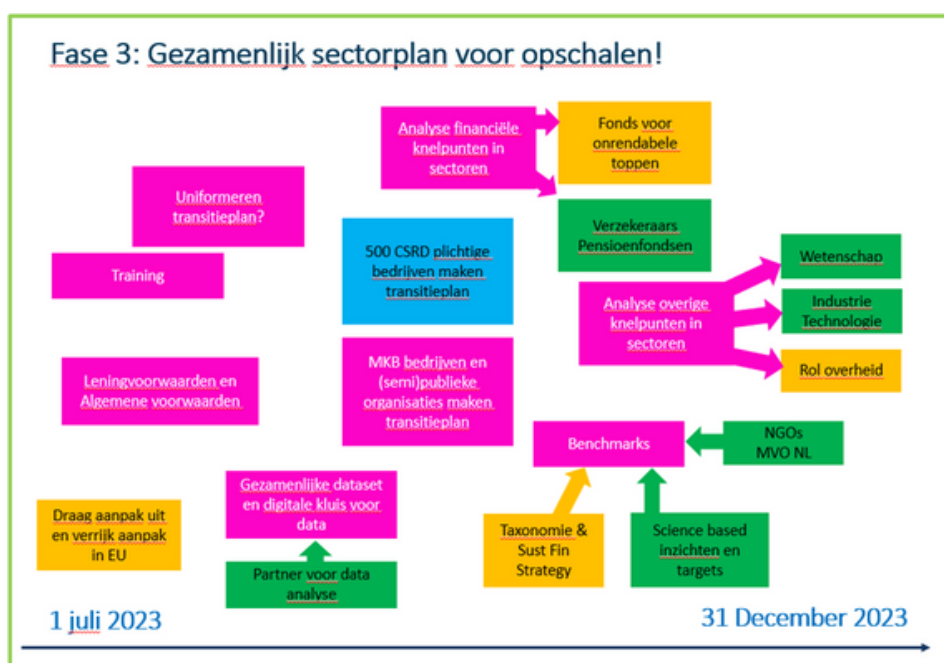 Fase 3: Gezamenlijk sectorplan voor opschalen!
Analyse financiële
knelpunten in
sectoren
Fonds voor
onrendabele
toppen
Uniformeren
transitieplan?
Verzekeraars
Pensioenfondsen
500 CSRD plichtige
bedrijven maken
transitieplan
Training
Wetenschap
Analyse overige
knelpunten in
sectoren
Industrie
Technologie
Rol overheid
Leningvoorwaarden en
Algemene voorwaarden
MKB bedrijven en
(semi)publieke
organisaties maken
transitieplan
Benchmarks
NGOs
MVO NL
Gezamenlijke dataset
en digitale kluis voor
data
Draag aanpak uit
en verrijk aanpak
in EU
Taxonomie &
Sust Fin
Strategy
Science based
inzichten en
targets
Partner voor data
analyse
1 juli 2023
31 December 2023